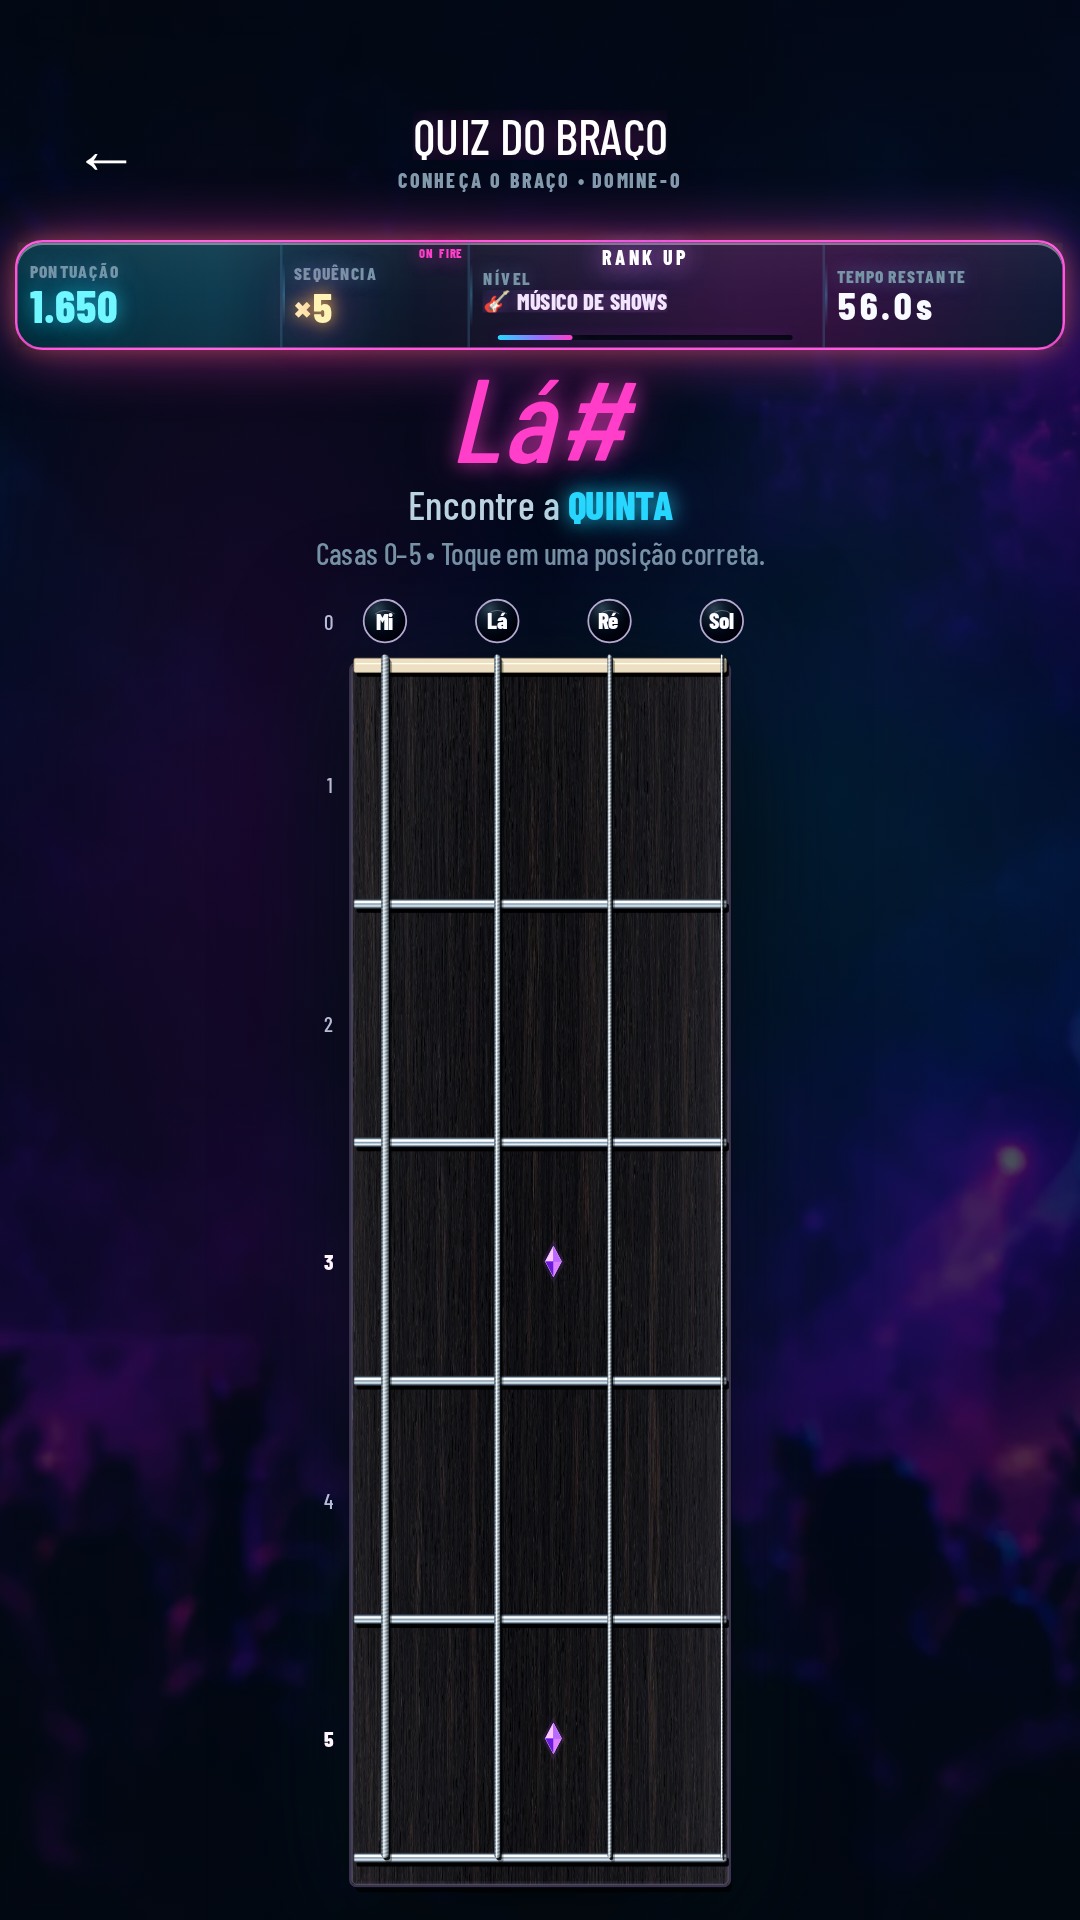 ←
QUIZ DO BRAÇO
CONHEÇA O BRAÇO • DOMINE-O
PONTUAÇÃO
1.650
SEQUÊNCIA
ON FIRE
×5
RANK UP
NÍVEL
🎸 MÚSICO DE SHOWS
TEMPO RESTANTE
56.0s
Lá#
Encontre a QUINTA
Casas 0-5 • Toque em uma posição correta.
0 Mi Lá Ré Sol
1
2
3
4
5